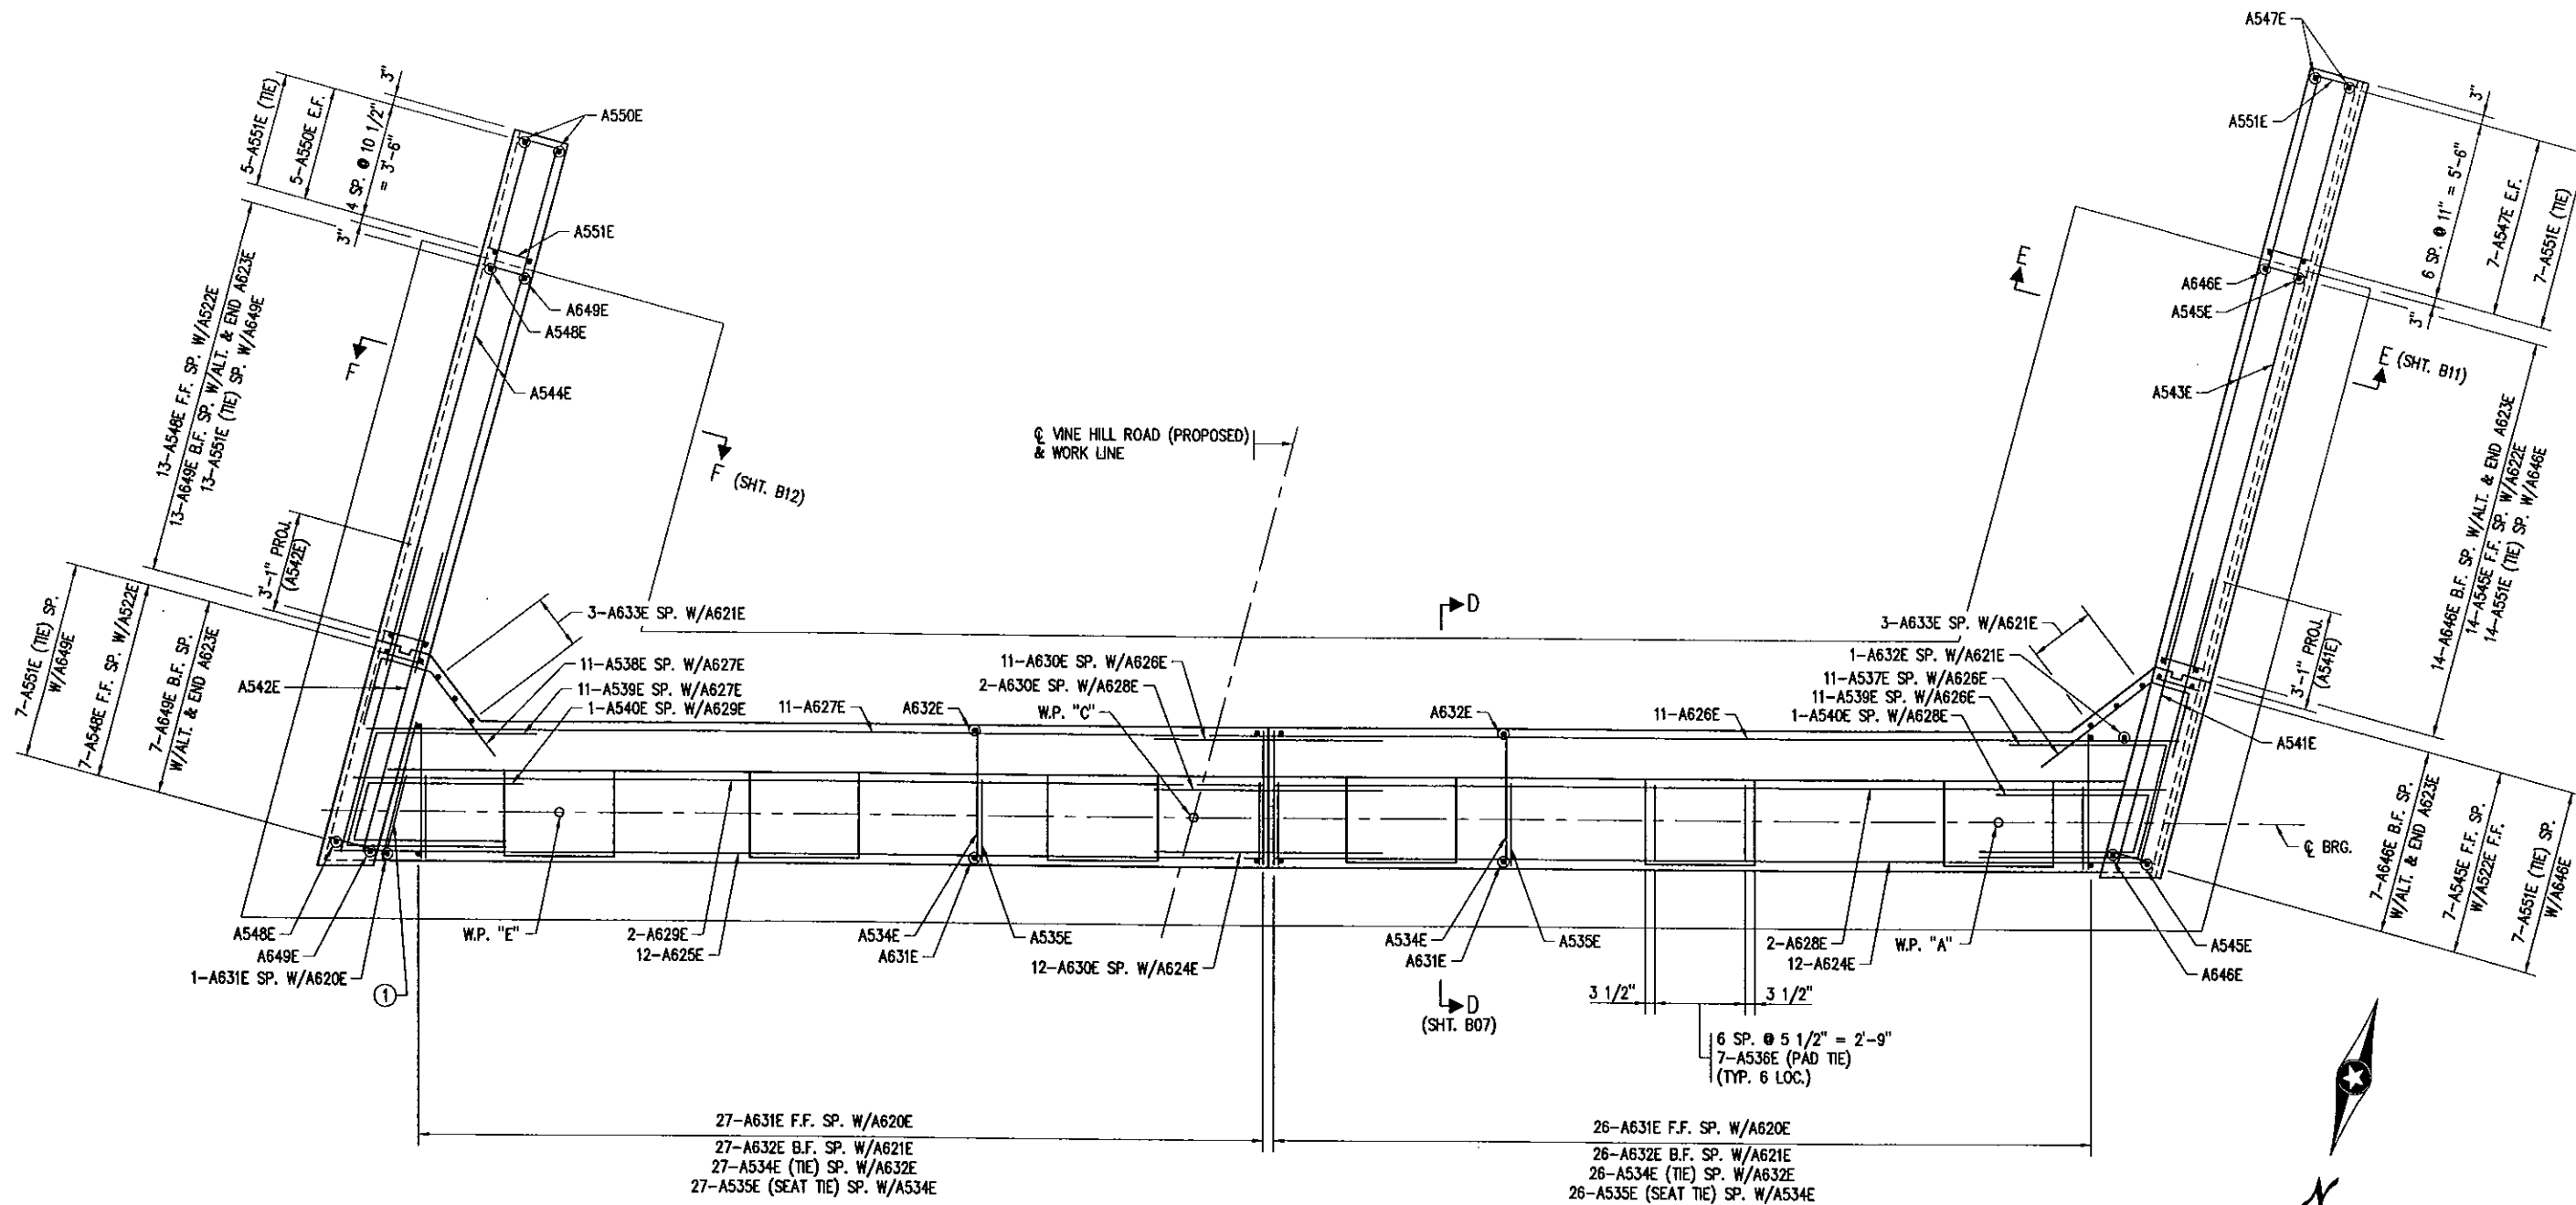 A547E
A550E
A551E
5-A551E (TIE)
5-A550E E.F.
4 SP. @ 10 1/2"
= 3'-6"
3"
3"
A551E
3"
6 SP. @ 11" = 5'-6"
7-A547E E.F.
7-A551E (TIE)
3"
13-A548E F.F. SP. W/A522E
13-A649E B.F. SP. W/ALT. & END A623E
13-A551E (TIE) SP. W/A649E
A649E
A548E
A544E
F
F (SHT. B12)
℄ VINE HILL ROAD (PROPOSED)
& WORK LINE
F
A646E
A545E
A543E
F (SHT. B11)
14-A646E B.F. SP. W/ALT. & END A623E
14-A545E F.F. SP. W/A622E
14-A551E (TIE) SP. W/A646E
3'-1" PROJ.
(A542E)
7-A551E (TIE) SP.
W/A649E
7-A548E F.F. SP. W/A522E
7-A649E B.F. SP.
W/ALT. & END A623E
A542E
3-A633E SP. W/A621E
11-A538E SP. W/A627E
11-A539E SP. W/A627E
1-A540E SP. W/A629E
11-A627E
A632E
11-A630E SP. W/A626E
2-A630E SP. W/A628E
W.P. "C"
D
A632E
11-A626E
3-A633E SP. W/A621E
1-A632E SP. W/A621E
11-A537E SP. W/A626E
11-A539E SP. W/A626E
1-A540E SP. W/A628E
3'-1" PROJ.
(A541E)
A541E
℄ BRG.
7-A646E B.F. SP.
W/ALT. & END A623E
7-A545E F.F. SP.
W/A522E F.F.
7-A551E (TIE) SP.
W/A646E
A548E
A649E
1-A631E SP. W/A620E
1
W.P. "E"
2-A629E
12-A625E
A534E
A631E
A535E
12-A630E SP. W/A624E
A534E
A631E
A535E
D
(SHT. B07)
2-A628E
12-A624E
W.P. "A"
A545E
A646E
3 1/2"
3 1/2"
6 SP. @ 5 1/2" = 2'-9"
7-A536E (PAD TIE)
(TYP. 6 LOC.)
27-A631E F.F. SP. W/A620E
27-A632E B.F. SP. W/A621E
27-A534E (TIE) SP. W/A632E
27-A535E (SEAT TIE) SP. W/A534E
26-A631E F.F. SP. W/A620E
26-A632E B.F. SP. W/A621E
26-A534E (TIE) SP. W/A632E
26-A535E (SEAT TIE) SP. W/A534E
N